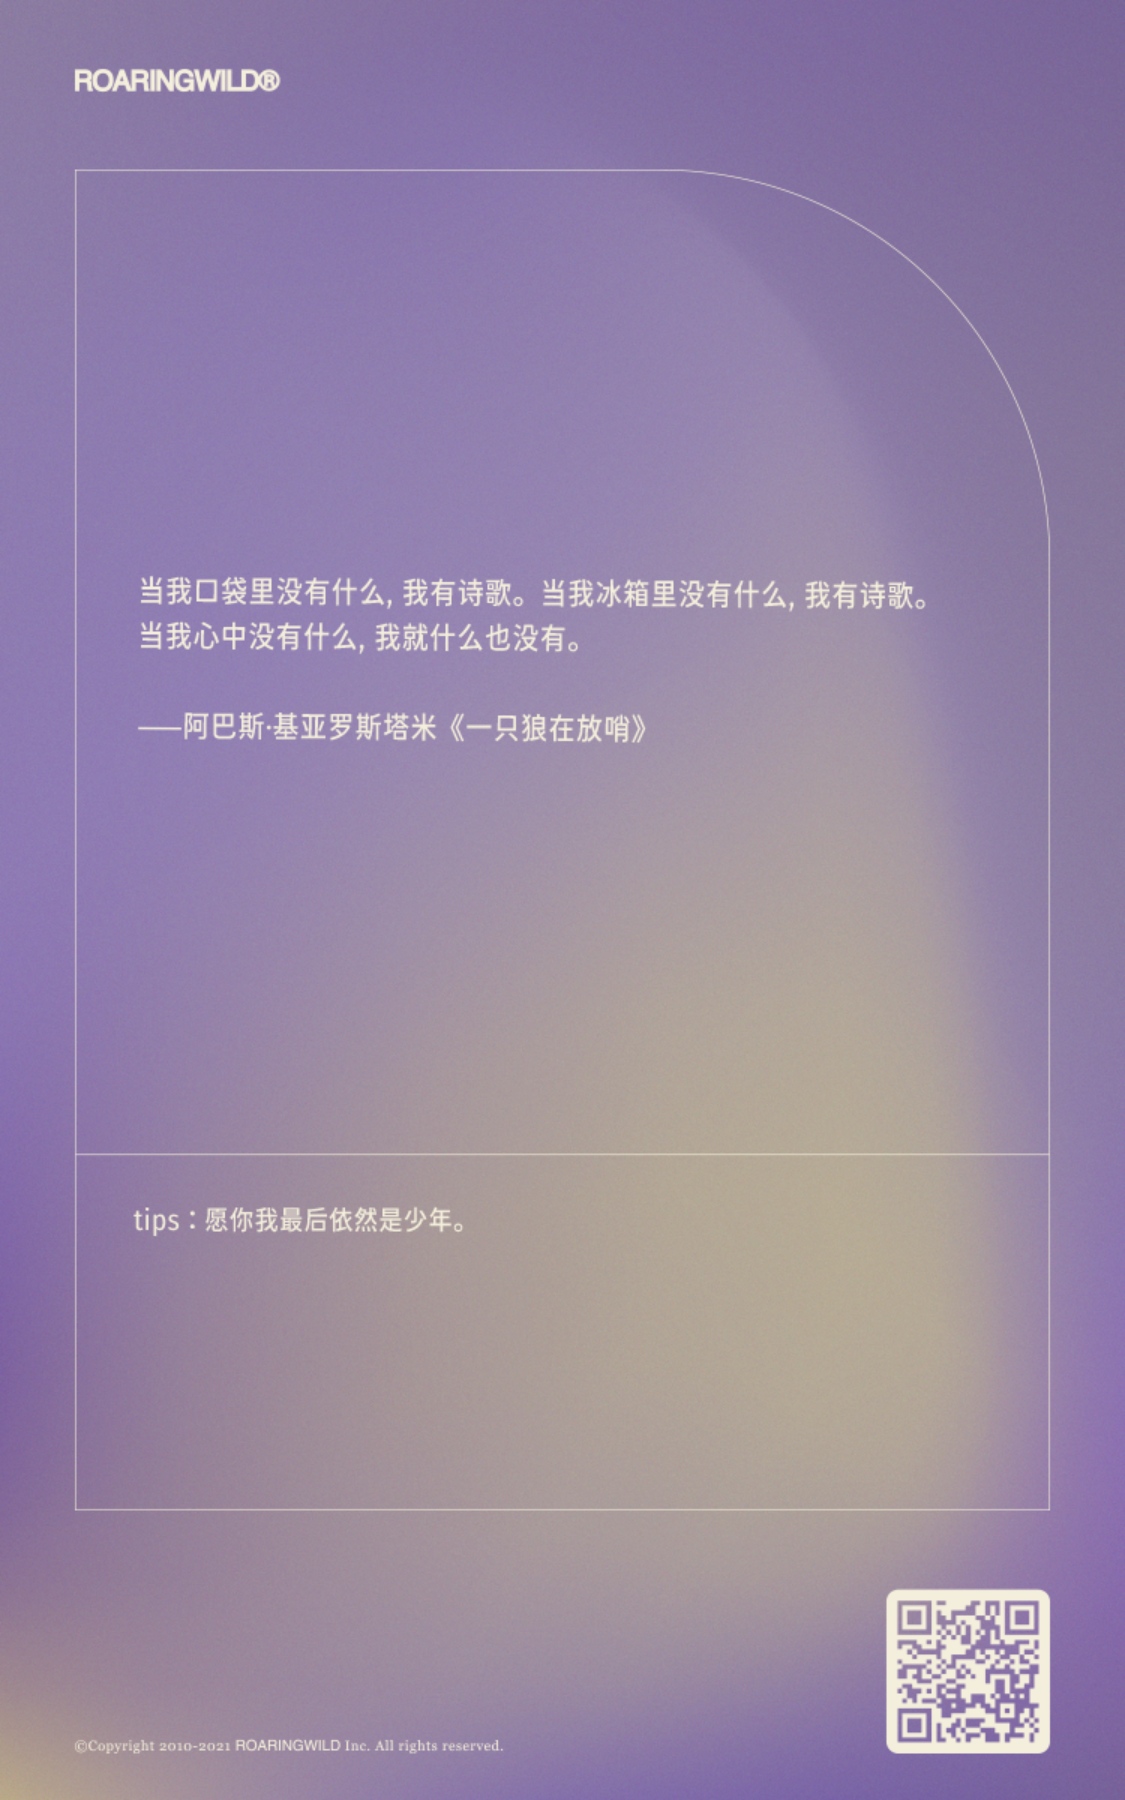 ROARINGWILD®
当我口袋里没有什么, 我有诗歌。当我冰箱里没有什么, 我有诗歌。
当我心中没有什么, 我就什么也没有。
——阿巴斯·基亚罗斯塔米《一只狼在放哨》
tips：愿你我最后依然是少年。
©Copyright 2010-2021 ROARINGWILD Inc. All rights reserved.